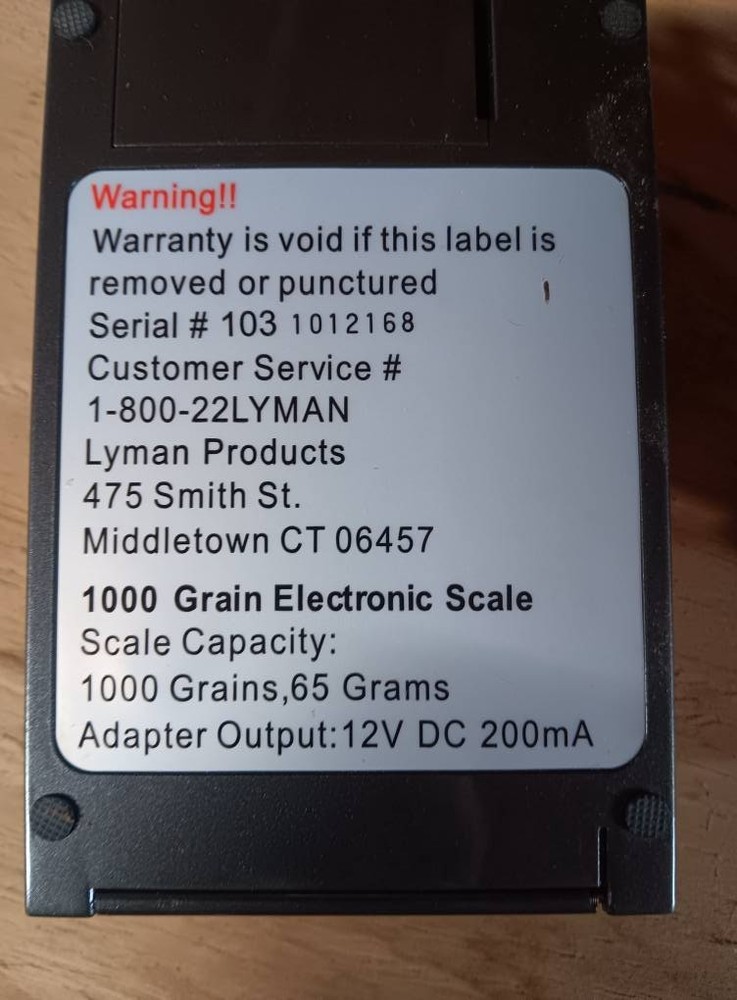 Warning!!
Warranty is void if this label is
removed or punctured
Serial # 103 1012168
Customer Service #
1-800-22LYMAN
Lyman Products
475 Smith St.
Middletown CT 06457
1000 Grain Electronic Scale
Scale Capacity:
1000 Grains,65 Grams
Adapter Output:12V DC 200mA